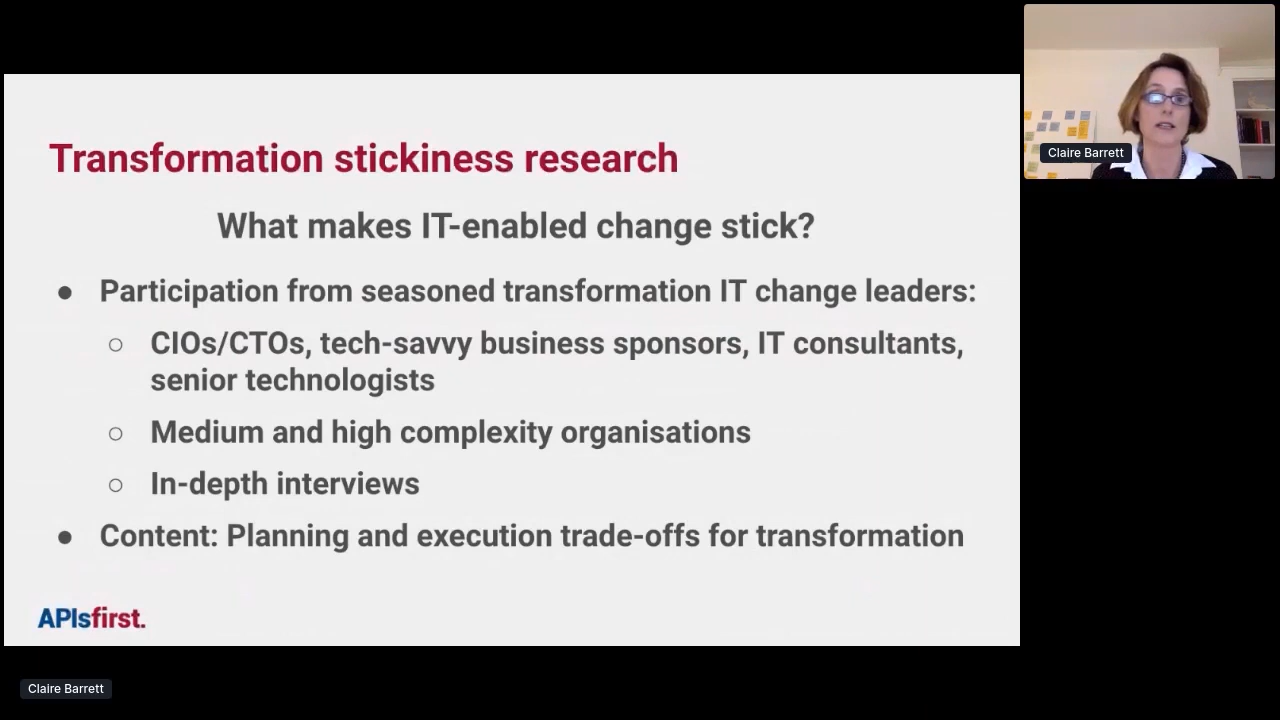 Transformation stickiness research
What makes IT-enabled change stick?
● Participation from seasoned transformation IT change leaders:
○ CIOs/CTOs, tech-savvy business sponsors, IT consultants,
senior technologists
○ Medium and high complexity organisations
○ In-depth interviews
● Content: Planning and execution trade-offs for transformation
APIsfirst.
Claire Barrett
Claire Barrett